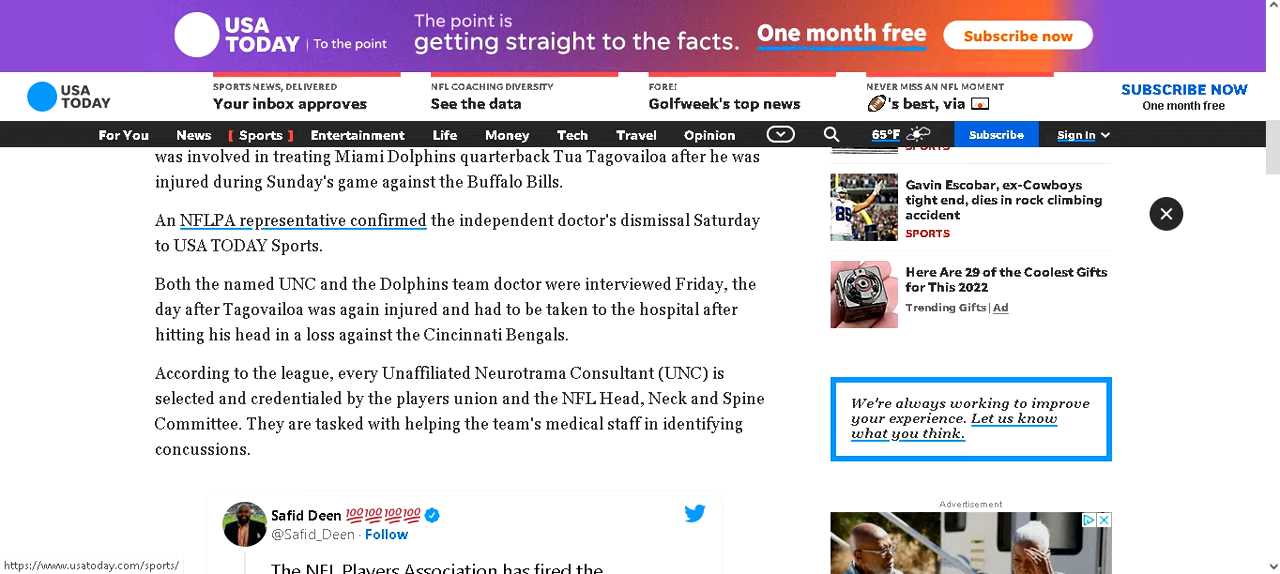 USA
TODAY | To the point
The point is
getting straight to the facts.
One month free
Subscribe now
USA
TODAY
SPORTS NEWS, DELIVERED
Your inbox approves
NFL COACHING DIVERSITY
See the data
FORE!
Golfweek's top news
NEVER MISS AN NFL MOMENT
🏈's best, via 💌
SUBSCRIBE NOW
One month free
For You News [ Sports ] Entertainment Life Money Tech Travel Opinion 65°F Subscribe Sign In
was involved in treating Miami Dolphins quarterback Tua Tagovailoa after he was
injured during Sunday's game against the Buffalo Bills.
An NFLPA representative confirmed the independent doctor's dismissal Saturday
to USA TODAY Sports.
Both the named UNC and the Dolphins team doctor were interviewed Friday, the
day after Tagovailoa was again injured and had to be taken to the hospital after
hitting his head in a loss against the Cincinnati Bengals.
According to the league, every Unaffiliated Neurotrama Consultant (UNC) is
selected and credentialed by the players union and the NFL Head, Neck and Spine
Committee. They are tasked with helping the team's medical staff in identifying
concussions.
Safid Deen 💯💯💯💯
@Safid_Deen · Follow
The NFL Players Association has fired the
SPORTS
Gavin Escobar, ex-Cowboys
tight end, dies in rock climbing
accident
SPORTS
89
Here Are 29 of the Coolest Gifts
for This 2022
Trending Gifts | Ad
We're always working to improve
your experience. Let us know
what you think.
Advertisement
https://www.usatoday.com/sports/